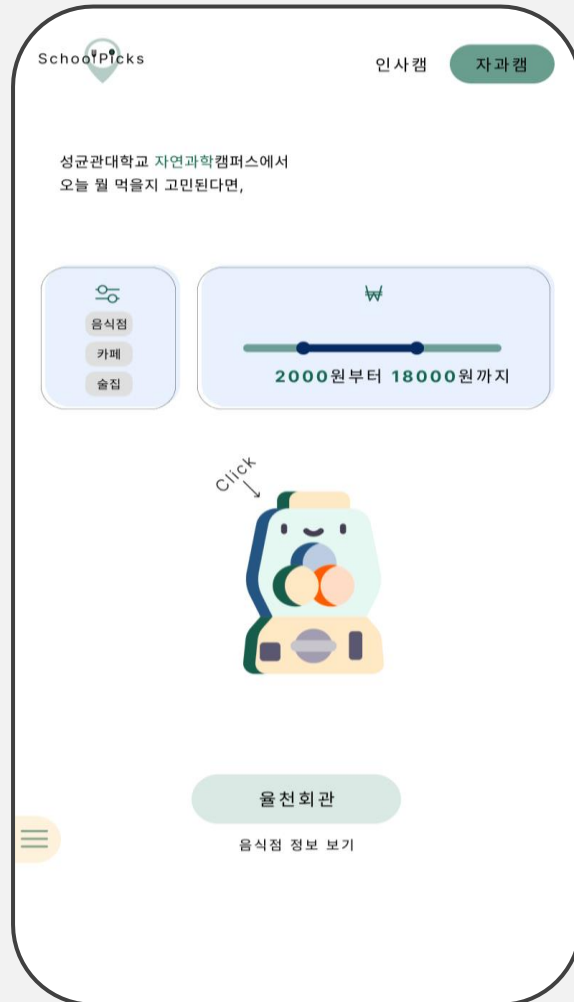 SchoolPicks
인사캠
자과캠
성균관대학교 자연과학캠퍼스에서
오늘 뭘 먹을지 고민된다면,
₩
음식점
카페
술집
2000원부터 18000원까지
Click
율천회관
음식점 정보 보기